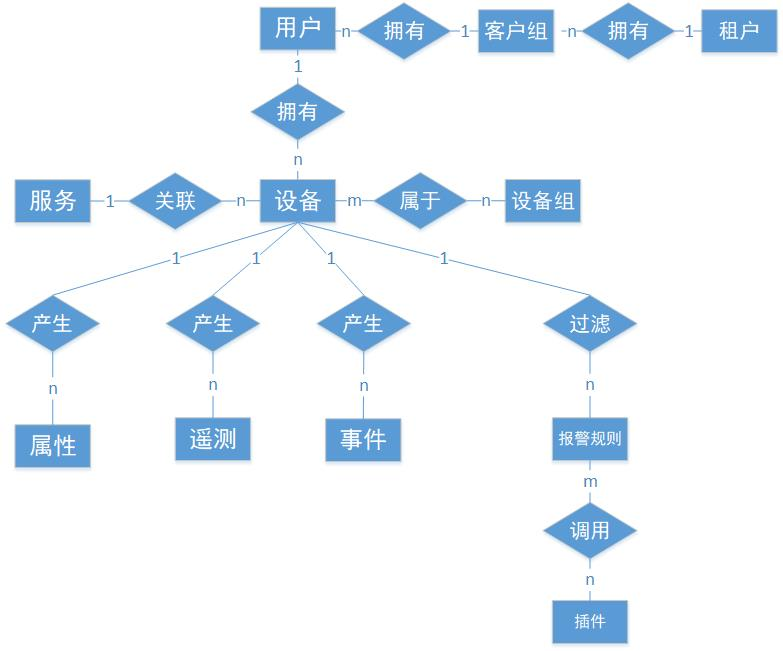 用户
n
拥有
1
客户组
n
拥有
1
租户
1
拥有
n
服务
1
关联
n
设备
m
属于
n
设备组
1
1
1
1
产生
产生
产生
过滤
n
n
n
n
属性
遥测
事件
报警规则
m
调用
n
插件